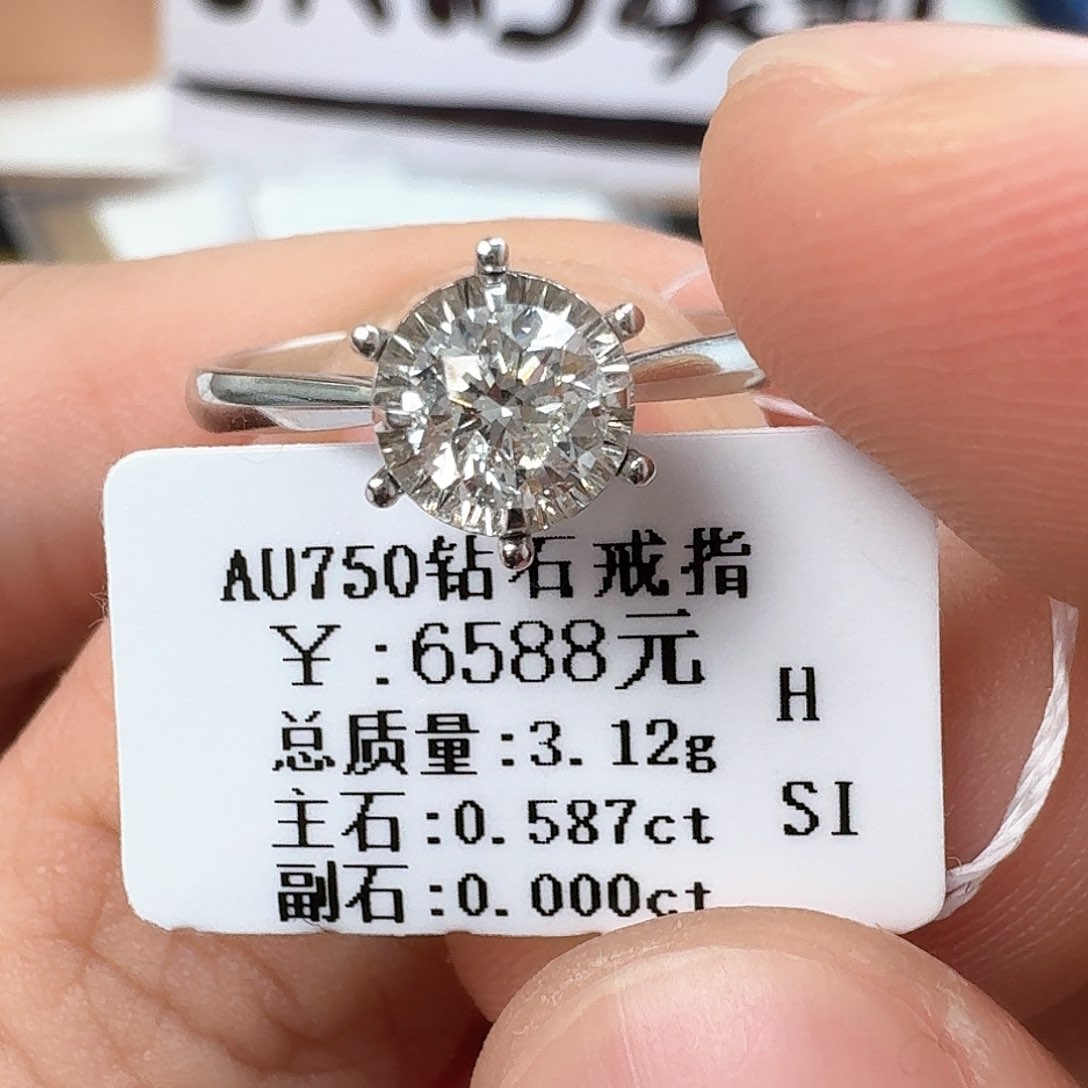 AU750钻石戒指
￥:6588元
H
总质量:3.12g
主石:0.587ct
SI
副石:0.000ct